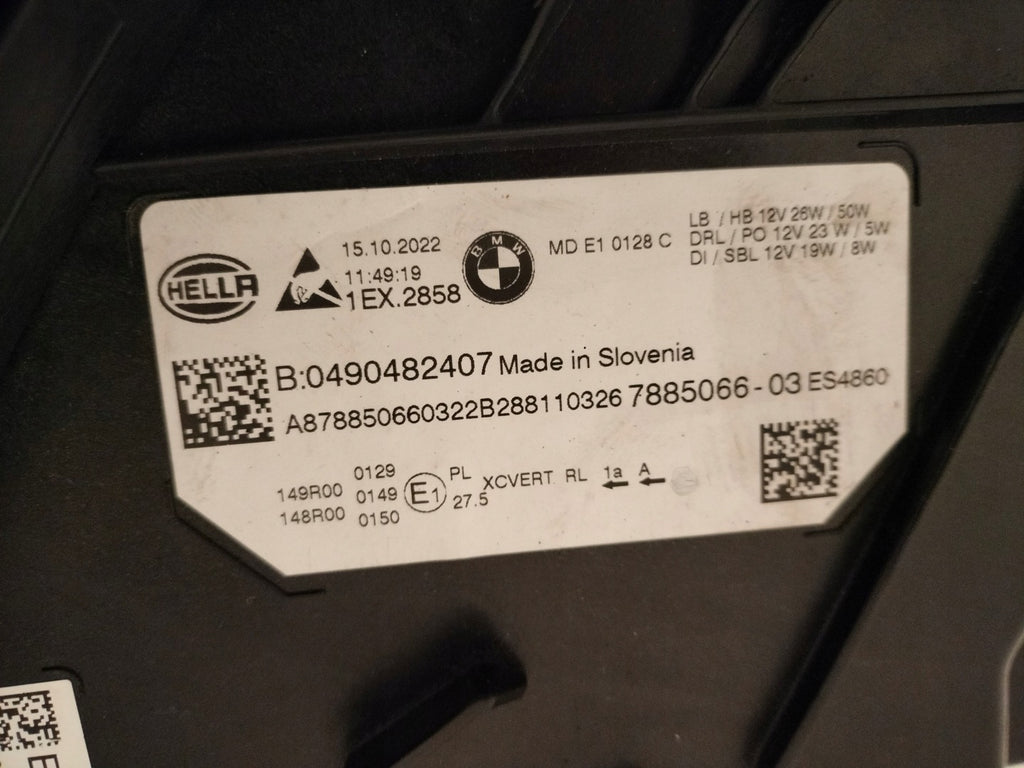 HELLA
15.10.2022
11:49:19
1EX.2858
BMW
MD E1 0128 C
LB / HB 12V 26W / 50W
DRL / PO 12V 23 W / 5W
DI / SBL 12V 19W / 8W
B:0490482407 Made in Slovenia
A878850660322B288110326 7885066 - 03 ES4860
0129
149R00 0149
148R00 0150
E1
PL
27.5
XCVERT RL 1a A